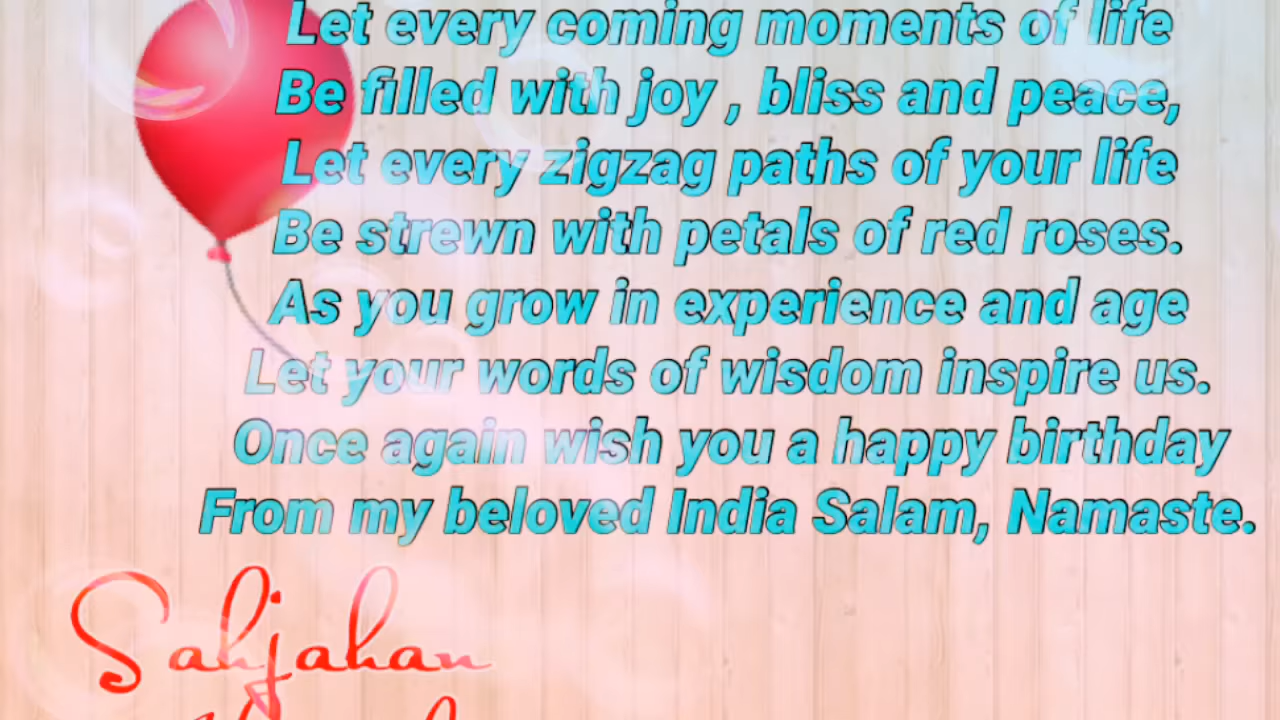 Let every coming moments of life
Be filled with joy , bliss and peace,
Let every zigzag paths of your life
Be strewn with petals of red roses.
As you grow in experience and age
Let your words of wisdom inspire us.
Once again wish you a happy birthday
From my beloved India Salam, Namaste.
Sahjahan